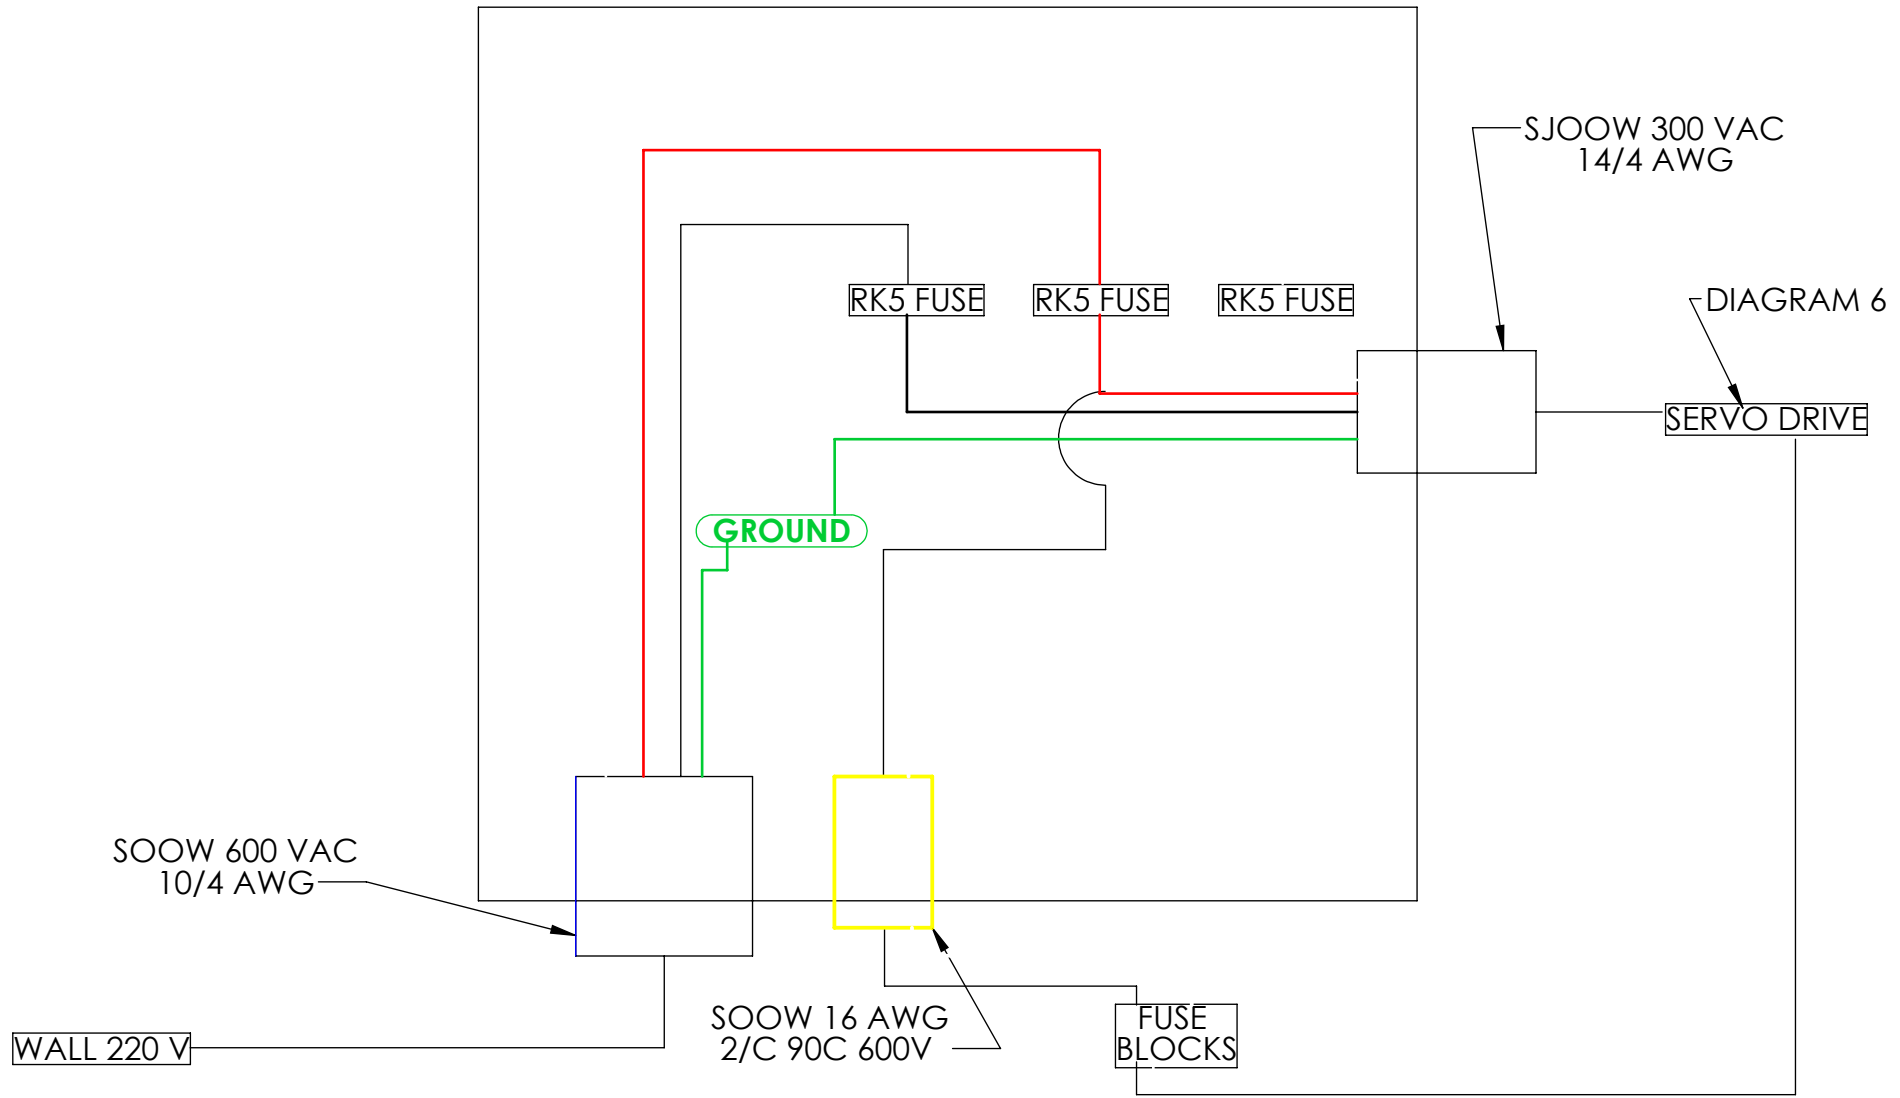 SJOOW 300 VAC
14/4 AWG
RK5 FUSE
RK5 FUSE
RK5 FUSE
DIAGRAM 6
SERVO DRIVE
GROUND
SOOW 600 VAC
10/4 AWG
SOOW 16 AWG
2/C 90C 600V
FUSE
BLOCKS
WALL 220 V